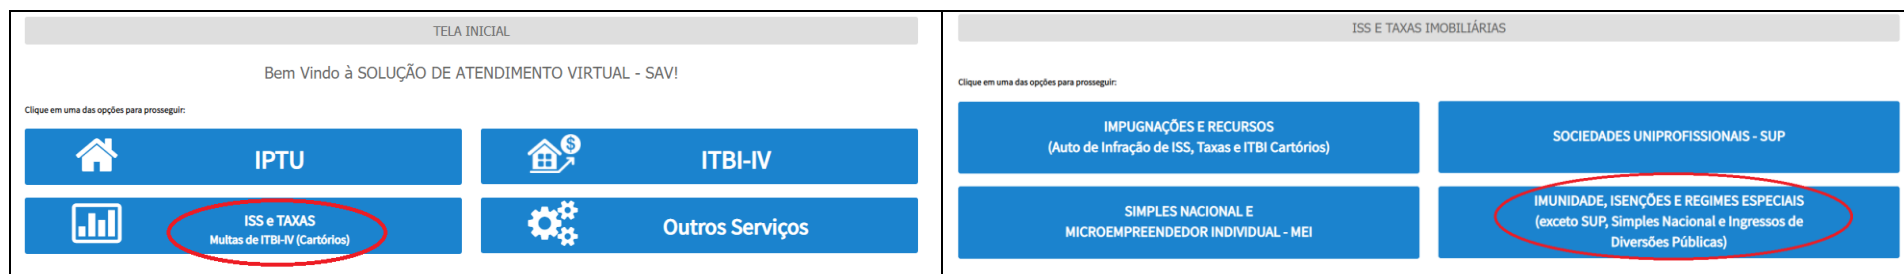 TELA INICIAL
Bem Vindo à SOLUÇÃO DE ATENDIMENTO VIRTUAL - SAV!
Clique em uma das opções para prosseguir:
IPTU
ITBI-IV
ISS e TAXAS
Multas de ITBI-IV (Cartórios)
Outros Serviços
ISS E TAXAS IMOBILIÁRIAS
Clique em uma das opções para prosseguir:
IMPUGNAÇÕES E RECURSOS
(Auto de Infração de ISS, Taxas e ITBI Cartórios)
SOCIEDADES UNIPROFISSIONAIS - SUP
SIMPLES NACIONAL E
MICROEMPREENDEDOR INDIVIDUAL - MEI
IMUNIDADE, ISENÇÕES E REGIMES ESPECIAIS
(exceto SUP, Simples Nacional e Ingressos de
Diversões Públicas)